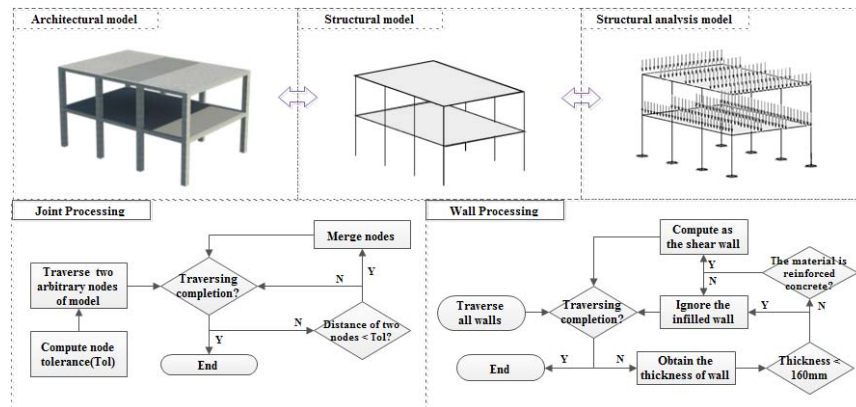 Architectural model
Structural model
Structural analysis model
Joint Processing
Merge nodes
Traverse two
arbitrary nodes
of model
Traversing
completion?
N
Y
Y
N
Distance of two
nodes < Tol?
Compute node
tolerance(Tol)
End
Wall Processing
Compute as
the shear wall
The material is
reinforced
concrete?
Y
N
Traverse
all walls
Traversing
completion?
Ignore the
infilled wall
Y
N
Y
N
End
Obtain the
thickness of wall
Thickness <
160mm